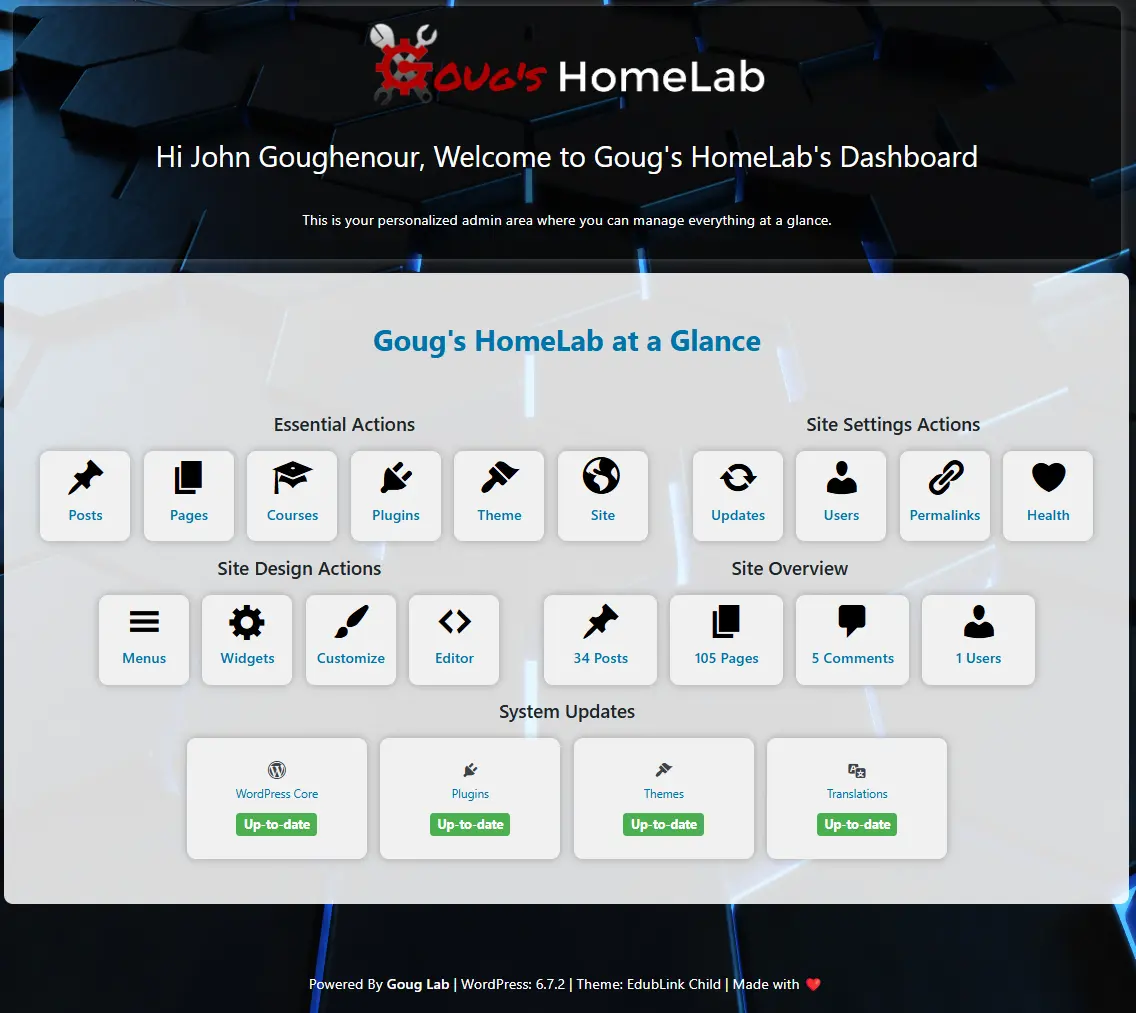 Goug's HomeLab
Hi John Goughenour, Welcome to Goug's HomeLab's Dashboard
This is your personalized admin area where you can manage everything at a glance.
Goug's HomeLab at a Glance
Essential Actions
Posts
Pages
Courses
Plugins
Theme
Site
Site Settings Actions
Updates
Users
Permalinks
Health
Site Design Actions
Menus
Widgets
Customize
Editor
Site Overview
34 Posts
105 Pages
5 Comments
1 Users
System Updates
WordPress Core
Up-to-date
Plugins
Up-to-date
Themes
Up-to-date
Translations
Up-to-date
Powered By Goug Lab | WordPress: 6.7.2 | Theme: EdubLink Child | Made with ❤️